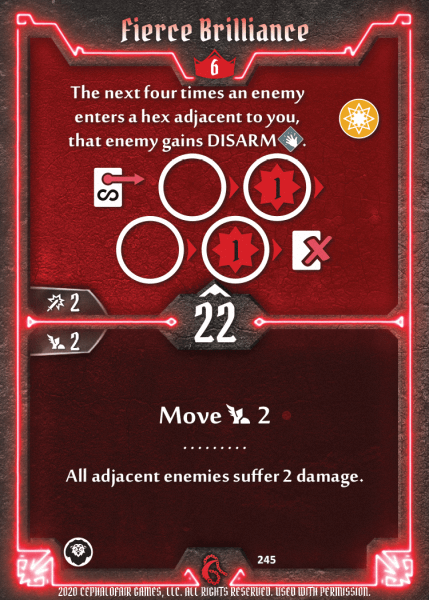 Fierce Brilliance
6
The next four times an enemy
enters a hex adjacent to you,
that enemy gains DISARM.
S 1
1 X
2
22
2
Move 2
.........
All adjacent enemies suffer 2 damage.
245
2020 CEPHALOFAIR GAMES, LLC. ALL RIGHTS RESERVED. USED WITH PERMISSION.